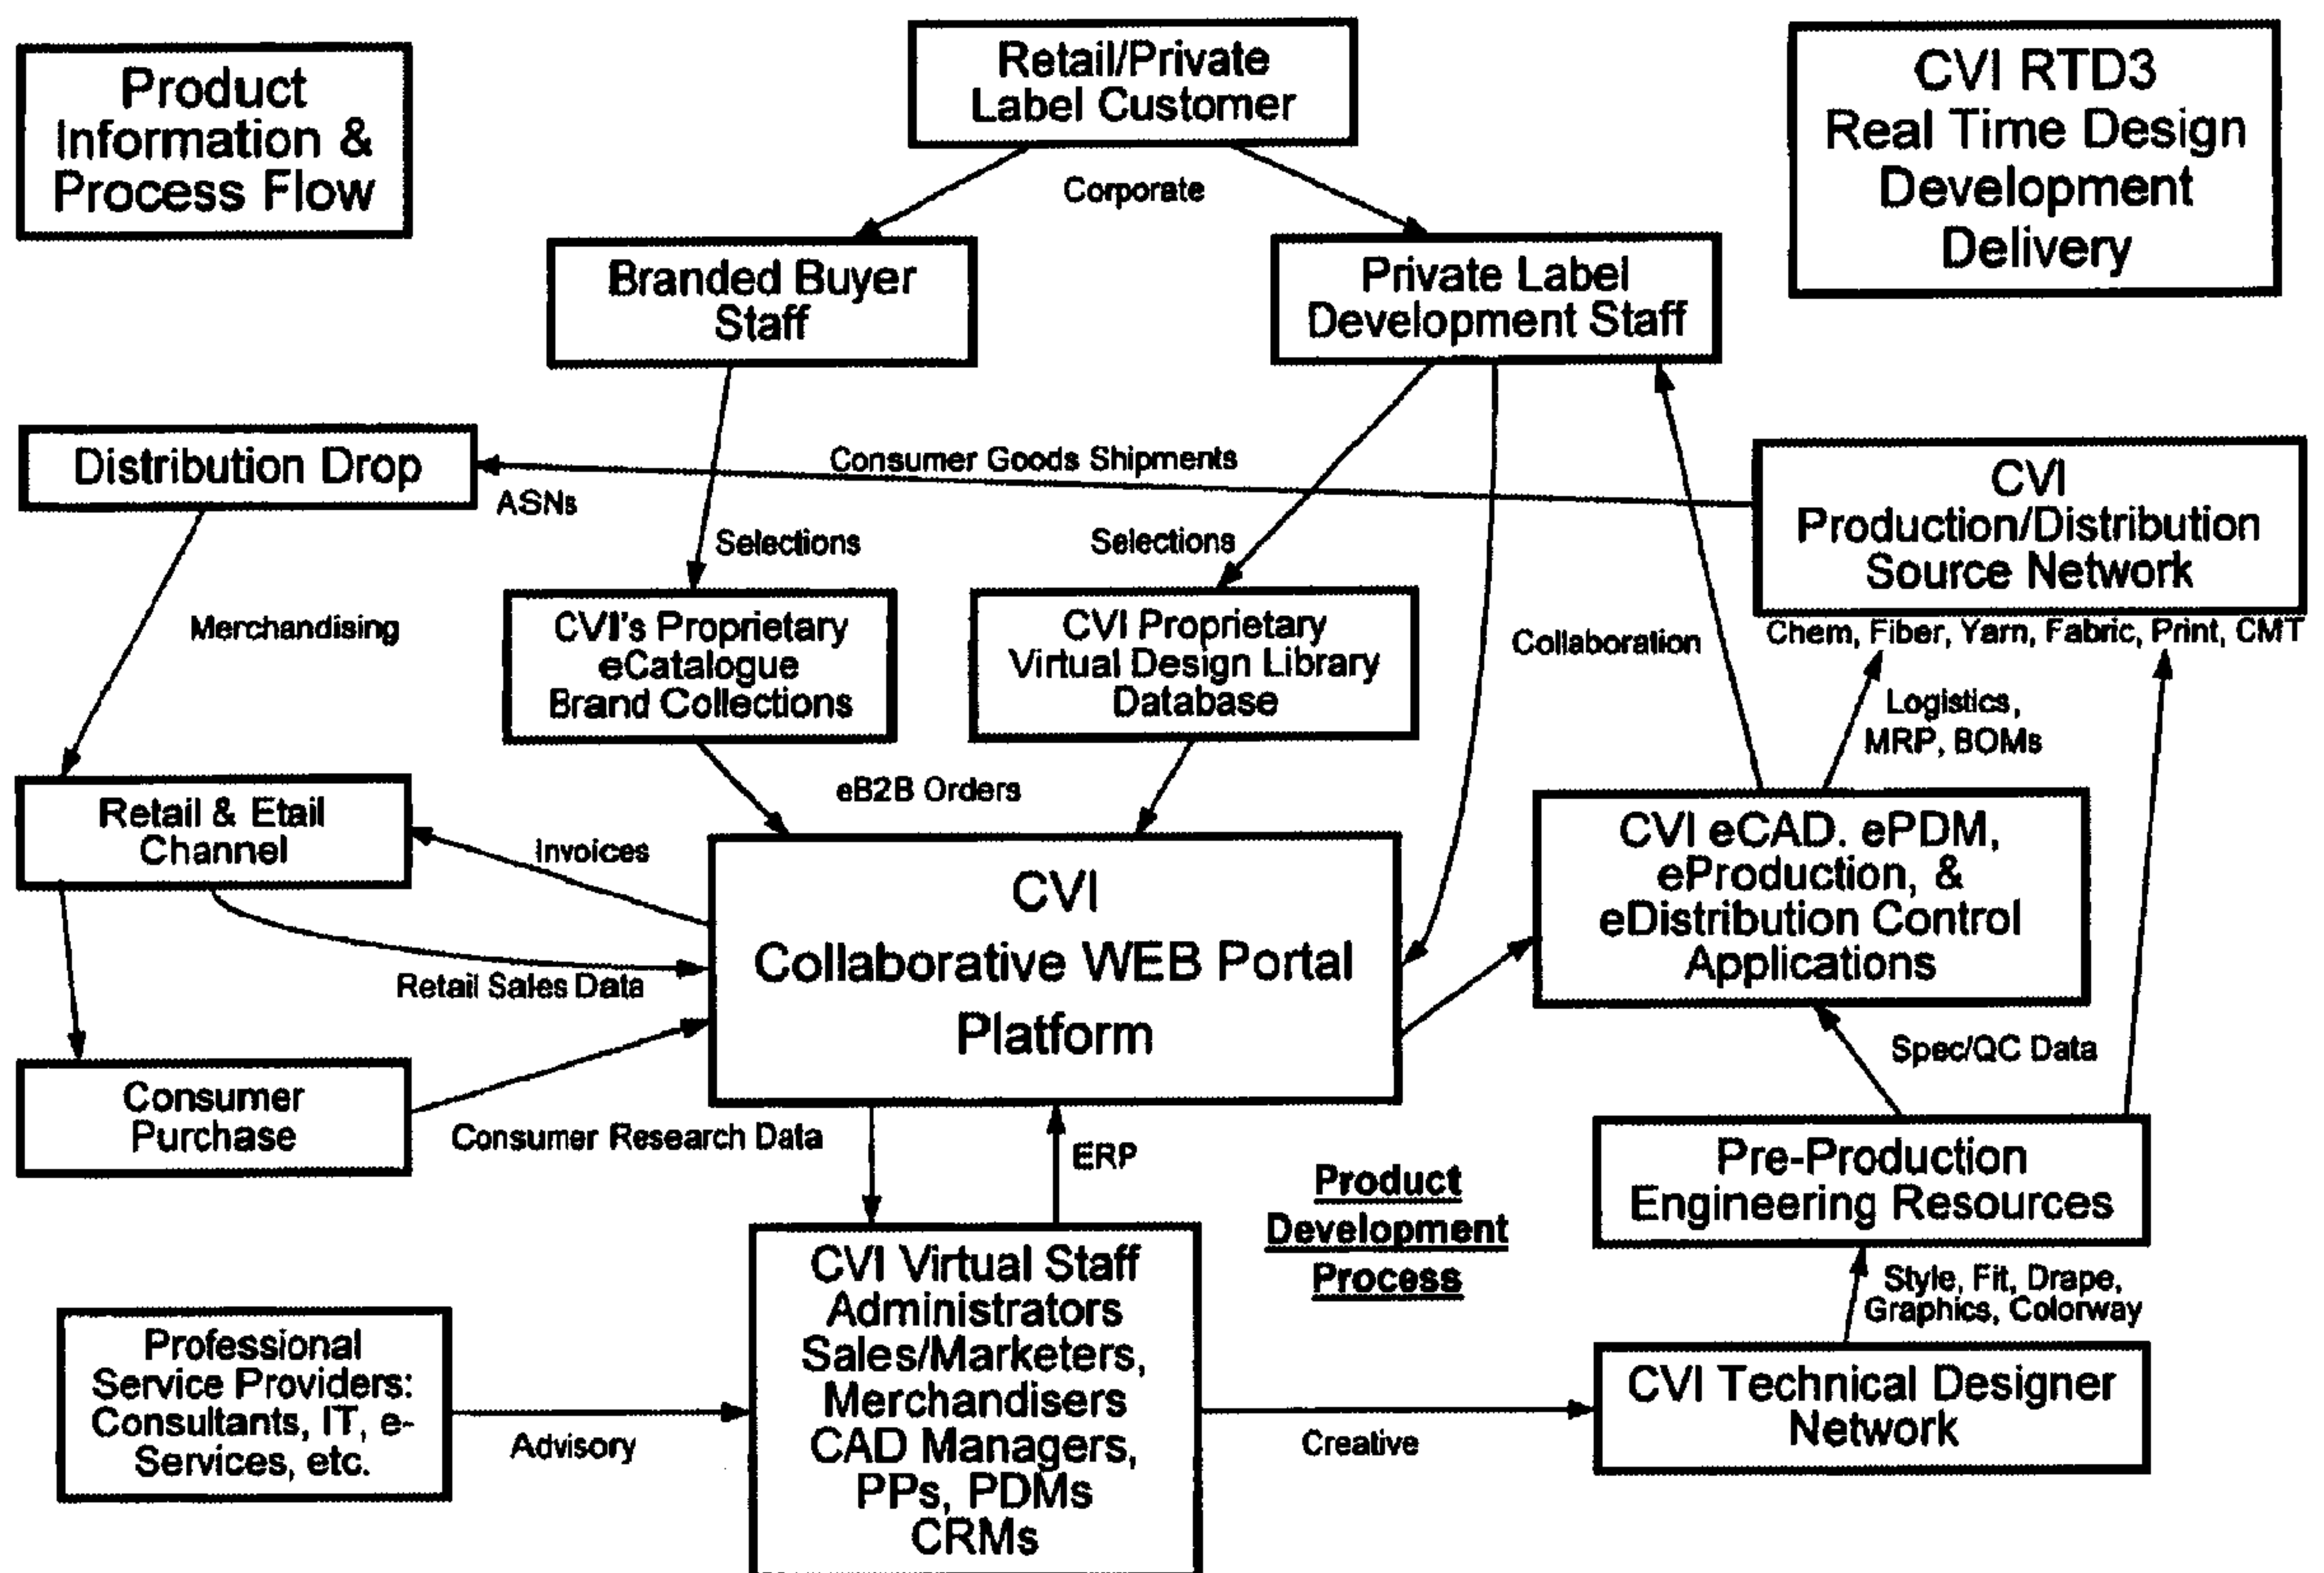 Product
Information &
Process Flow
Retail/Private
Label Customer
CVI RTD3
Real Time Design
Development
Delivery
Corporate
Branded Buyer
Staff
Private Label
Development Staff
Distribution Drop
Consumer Goods Shipments
ASNs
CVI
Production/Distribution
Source Network
Chem, Fiber, Yarn, Fabric, Print, CMT
Selections
Selections
Merchandising
CVI's Proprietary
eCatalogue
Brand Collections
CVI Proprietary
Virtual Design Library
Database
Collaboration
Logistics,
MRP, BOMs
eB2B Orders
Retail & Etail
Channel
Invoices
Retail Sales Data
CVI
Collaborative WEB Portal
Platform
CVI eCAD. ePDM,
eProduction, &
eDistribution Control
Applications
Spec/QC Data
Consumer
Purchase
Consumer Research Data
ERP
Product
Development
Process
Pre-Production
Engineering Resources
Style, Fit, Drape,
Graphics, Colorway
Professional
Service Providers:
Consultants, IT, e-
Services, etc.
Advisory
CVI Virtual Staff
Administrators
Sales/Marketers,
Merchandisers
CAD Managers,
PPs, PDMs
CRMs
Creative
CVI Technical Designer
Network